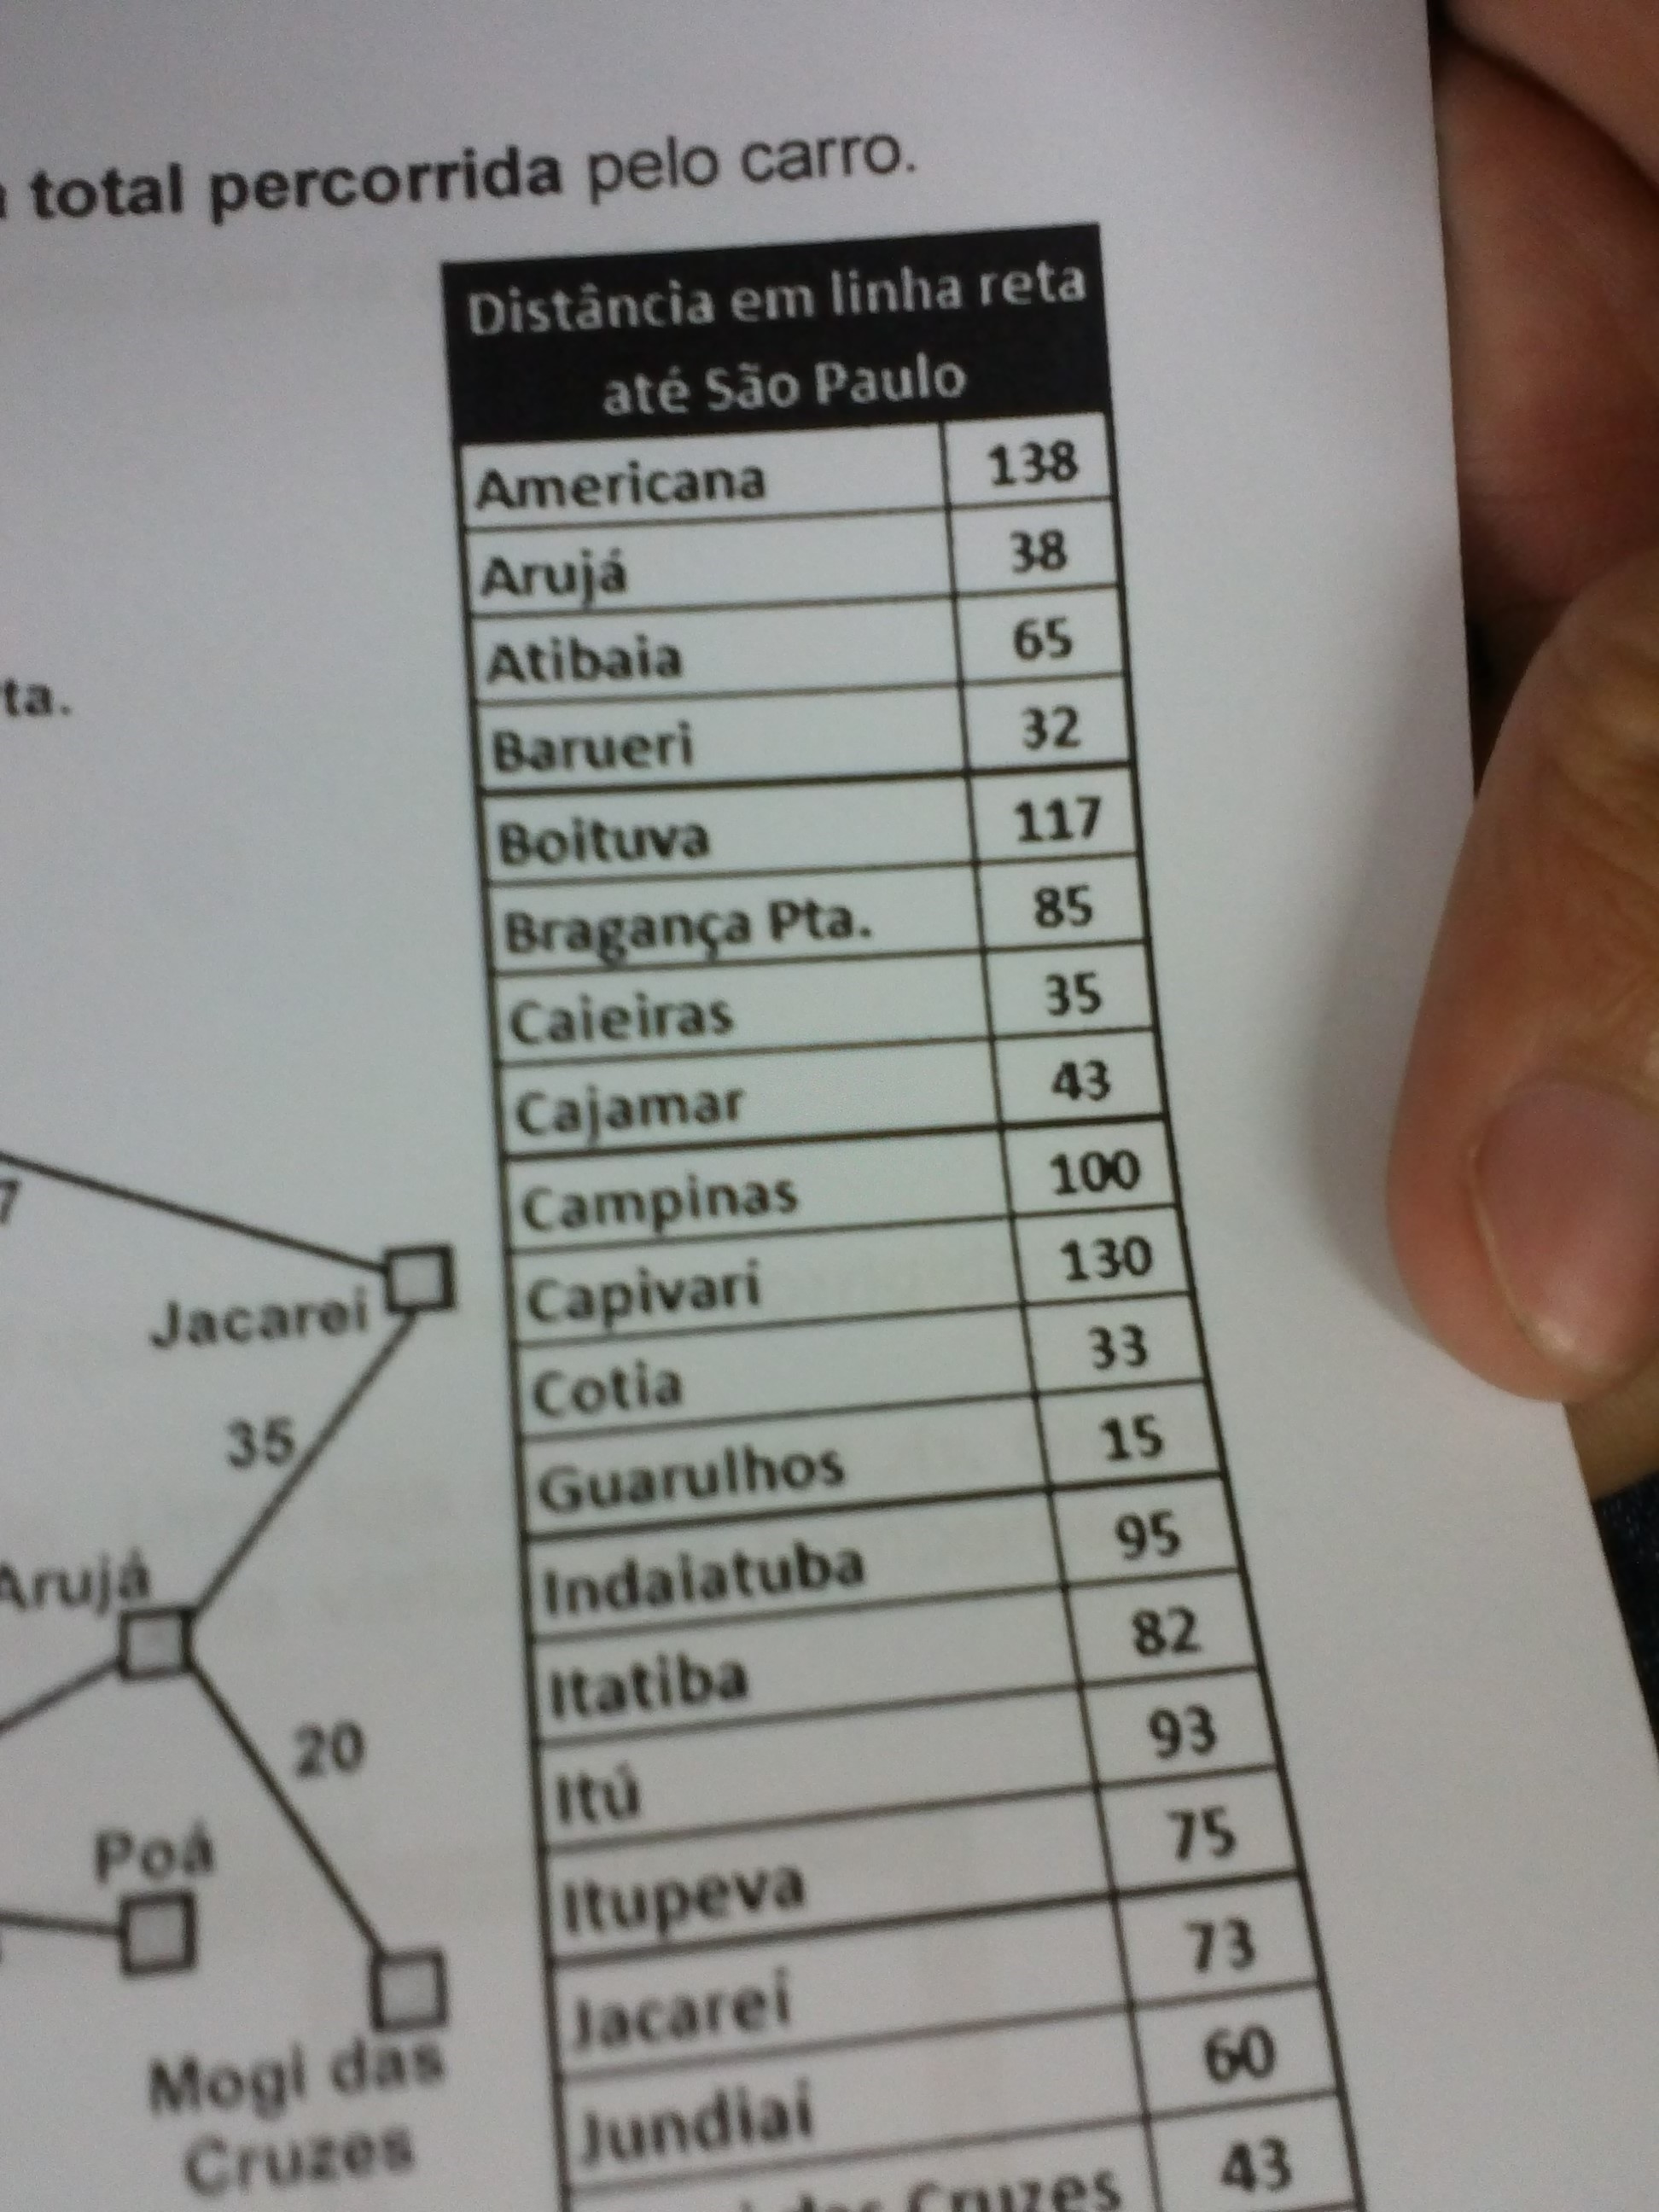 total percorrida pelo carro.
ta.
Distância em linha reta
até São Paulo
Americana 138
Arujá 38
Atibaia 65
Barueri 32
Boituva 117
Bragança Pta. 85
Caieiras 35
Cajamar 43
Campinas 100
Capivari 130
Cotia 33
Guarulhos 15
Indaiatuba 95
Itatiba 82
Itú 93
Itupeva 75
Jacareí 73
Jundiaí 60
Cruzes 43
7
Jacareí
35
Arujá
20
Poá
Mogi das
Cruzes